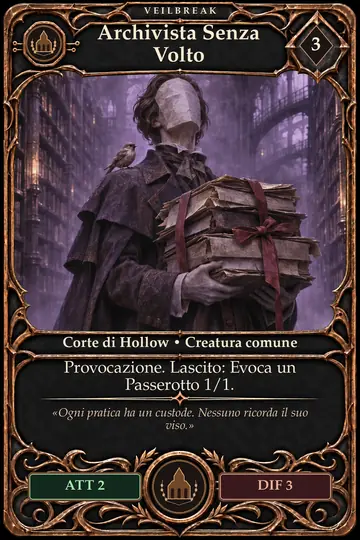 VEILBREAK
Archivista Senza
Volto
3
Corte di Hollow • Creatura comune
Provocazione. Lascito: Evoca un
Passerotto 1/1.
«Ogni pratica ha un custode. Nessuno ricorda il suo
viso.»
ATT 2
DIF 3